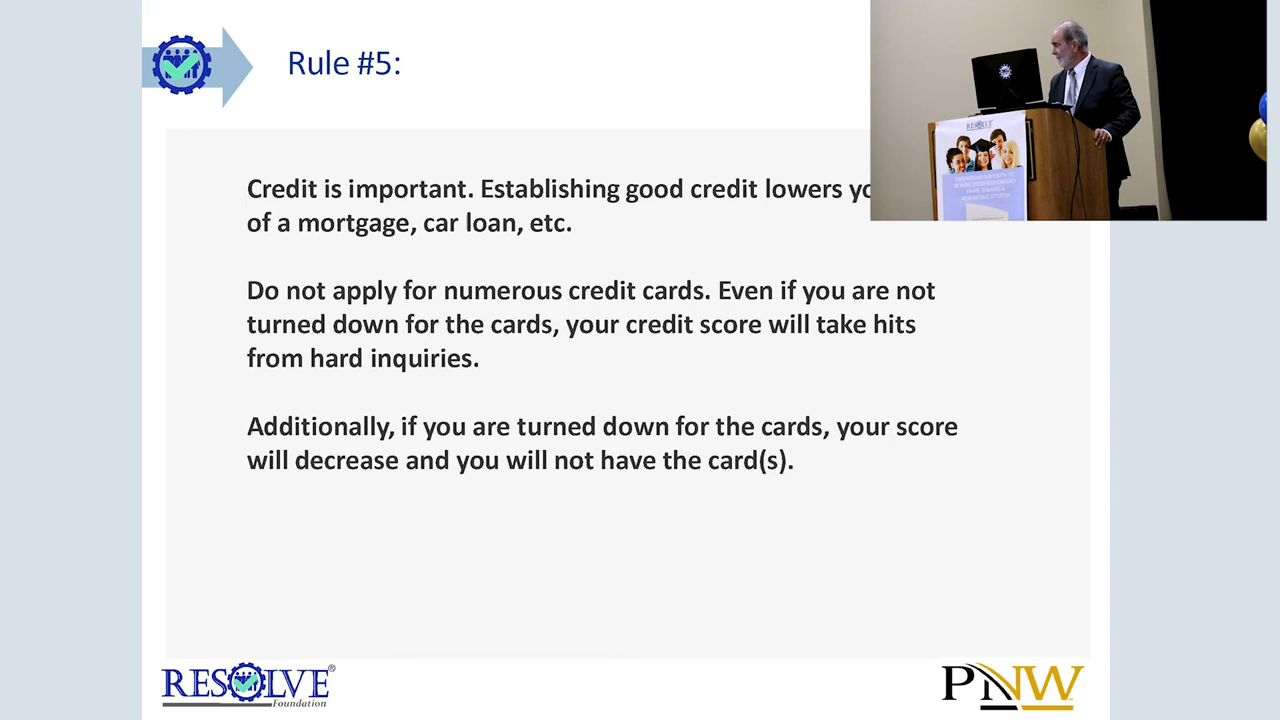 Rule #5:
RESOLVE
Credit is important. Establishing good credit lowers
of a mortgage, car loan, etc.
Do not apply for numerous credit cards. Even if you are not
turned down for the cards, your credit score will take hits
from hard inquiries.
Additionally, if you are turned down for the cards, your score
will decrease and you will not have the card(s).
RESOLVE®
Foundation
PNW